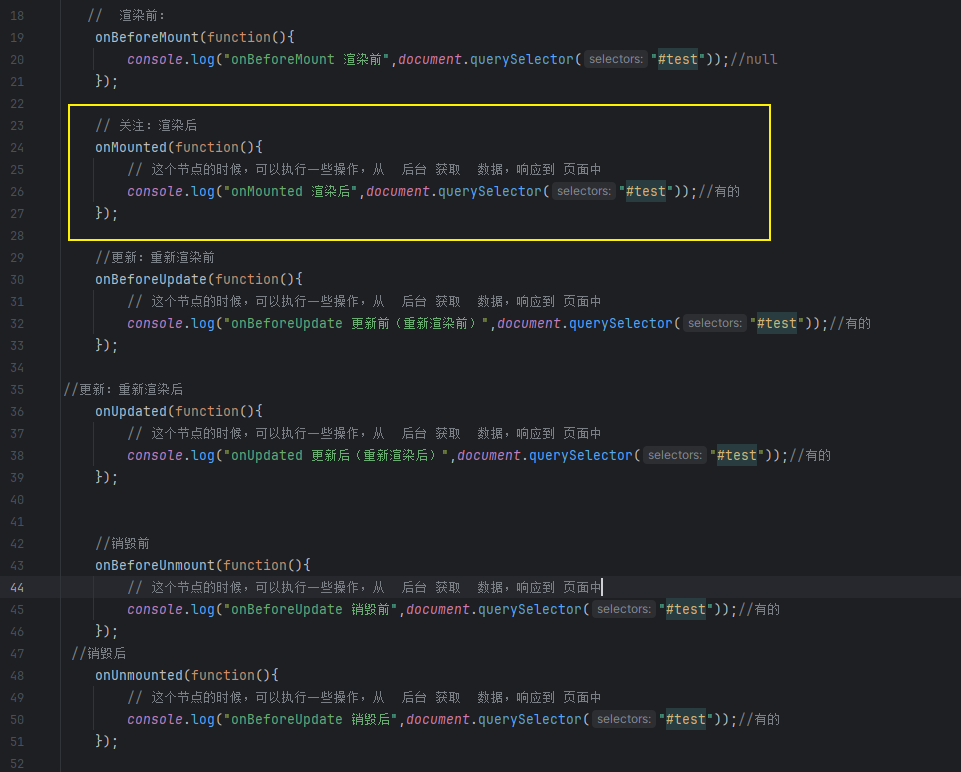 18 //  渲染前:
19 onBeforeMount(function(){
20 console.log("onBeforeMount 渲染前",document.querySelector( selectors: "#test"));//null
21 });
22
23 // 关注: 渲染后
24 onMounted(function(){
25 // 这个节点的时候，可以执行一些操作，从  后台 获取  数据，响应到 页面中
26 console.log("onMounted 渲染后",document.querySelector( selectors: "#test"));//有的
27 });
28
29 //更新: 重新渲染前
30 onBeforeUpdate(function(){
31 // 这个节点的时候，可以执行一些操作，从  后台 获取  数据，响应到 页面中
32 console.log("onBeforeUpdate 更新前（重新渲染前）",document.querySelector( selectors: "#test"));//有的
33 });
34
35 //更新: 重新渲染后
36 onUpdated(function(){
37 // 这个节点的时候，可以执行一些操作，从  后台 获取  数据，响应到 页面中
38 console.log("onUpdated 更新后（重新渲染后）",document.querySelector( selectors: "#test"));//有的
39 });
40
41
42 //销毁前
43 onBeforeUnmount(function(){
44 // 这个节点的时候，可以执行一些操作，从  后台 获取  数据，响应到 页面中
45 console.log("onBeforeUpdate 销毁前",document.querySelector( selectors: "#test"));//有的
46 });
47 //销毁后
48 onUnmounted(function(){
49 // 这个节点的时候，可以执行一些操作，从  后台 获取  数据，响应到 页面中
50 console.log("onBeforeUpdate 销毁后",document.querySelector( selectors: "#test"));//有的
51 });
52